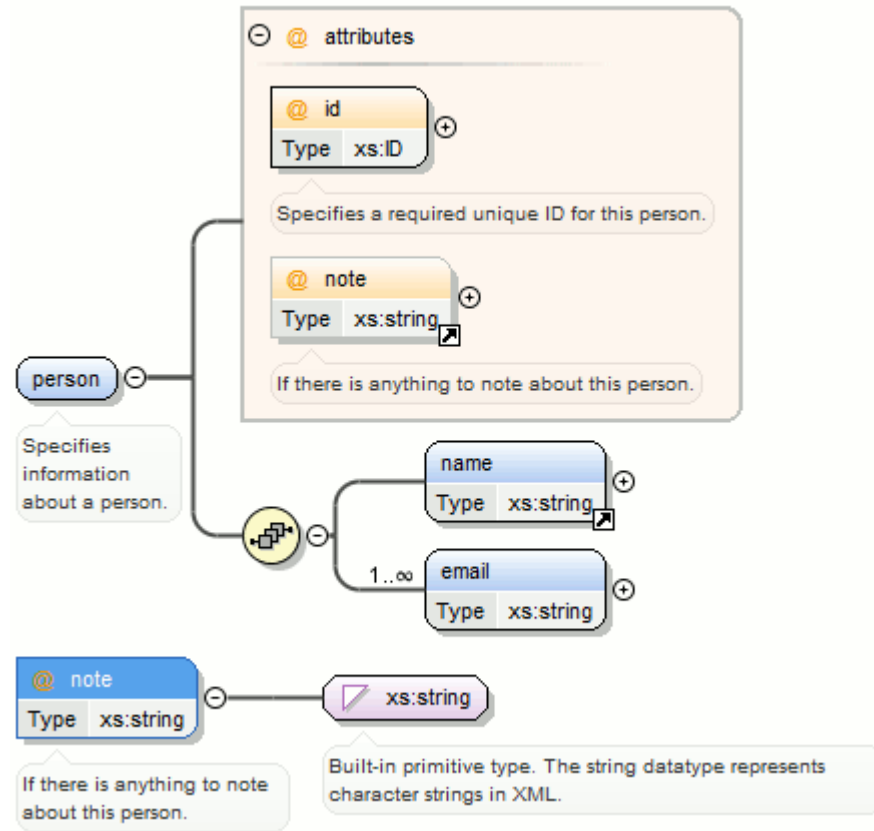 @ attributes
@ id
Type xs:ID
Specifies a required unique ID for this person.
@ note
Type xs:string
If there is anything to note about this person.
person
Specifies
information
about a person.
name
Type xs:string
1..∞
email
Type xs:string
@ note
Type xs:string
xs:string
If there is anything to note
about this person.
Built-in primitive type. The string datatype represents
character strings in XML.